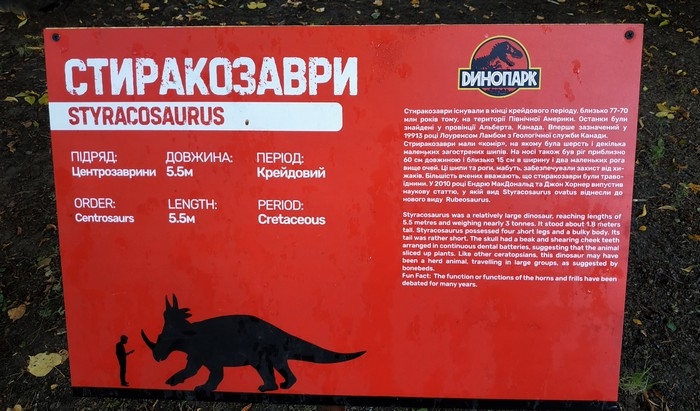 СТИРАКОЗАВРИ
STYRACOSAURUS
ПІДРЯД:
Центрозаврини
ДОВЖИНА:
5.5м
ПЕРІОД:
Крейдовий
ORDER:
Centrosaurs
LENGTH:
5.5м
PERIOD:
Cretaceous
DИНОПАРК
Стиракозаври існували в кінці крейдового періоду, близько 77-70
млн років тому, на території Північної Америки. Останки були
знайдені у провінції Альберта, Канада. Вперше зазначений у
19913 році Лоуренсом Ламбом з Геологічної служби Канади.
Стиракозаври мали «комір», на якому була шерсть і декілька
маленьких загострених шипів. На носі також був ріг приблизно
60 см довжиною і близько 15 см в ширину і два маленьких рога
вище очей. Ці шипи та роги, мабуть, забезпечували захист від хи-
жаків. Більшість вчених вважають, що стиракозаври були траво-
їдними. У 2010 році Ендрю МакДональд та Джон Хорнер випустив
наукову статтю, у якій вид Styracosaurus ovatus віднесли до
нового виду Rubeosaurus.
Styracosaurus was a relatively large dinosaur, reaching lengths of
5.5 metres and weighing nearly 3 tonnes. It stood about 1.8 meters
tall. Styracosaurus possessed four short legs and a bulky body. Its
tail was rather short. The skull had a beak and shearing cheek teeth
arranged in continuous dental batteries, suggesting that the animal
sliced up plants. Like other ceratopsians, this dinosaur may have
been a herd animal, travelling in large groups, as suggested by
bonebeds.
Fun Fact: The function or functions of the horns and frills have been
debated for many years.